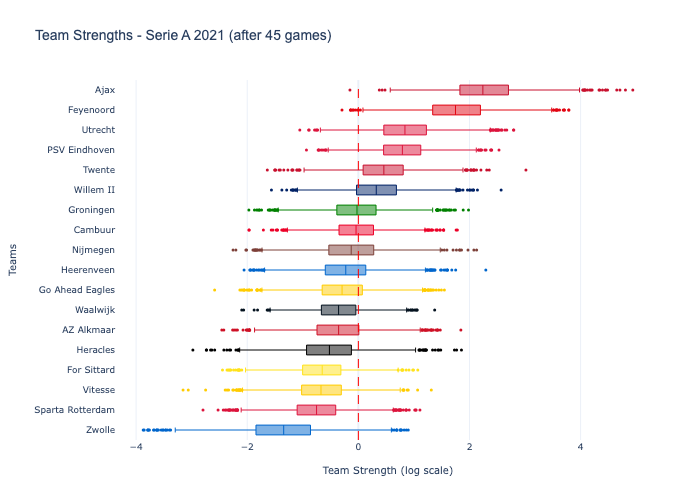 Team Strengths - Serie A 2021 (after 45 games)
Ajax
Feyenoord
Utrecht
PSV Eindhoven
Twente
Willem II
Groningen
Cambuur
Nijmegen
Heerenveen
Go Ahead Eagles
Waalwijk
AZ Alkmaar
Heracles
For Sittard
Vitesse
Sparta Rotterdam
Zwolle
Teams
−4 −2 0 2 4
Team Strength (log scale)